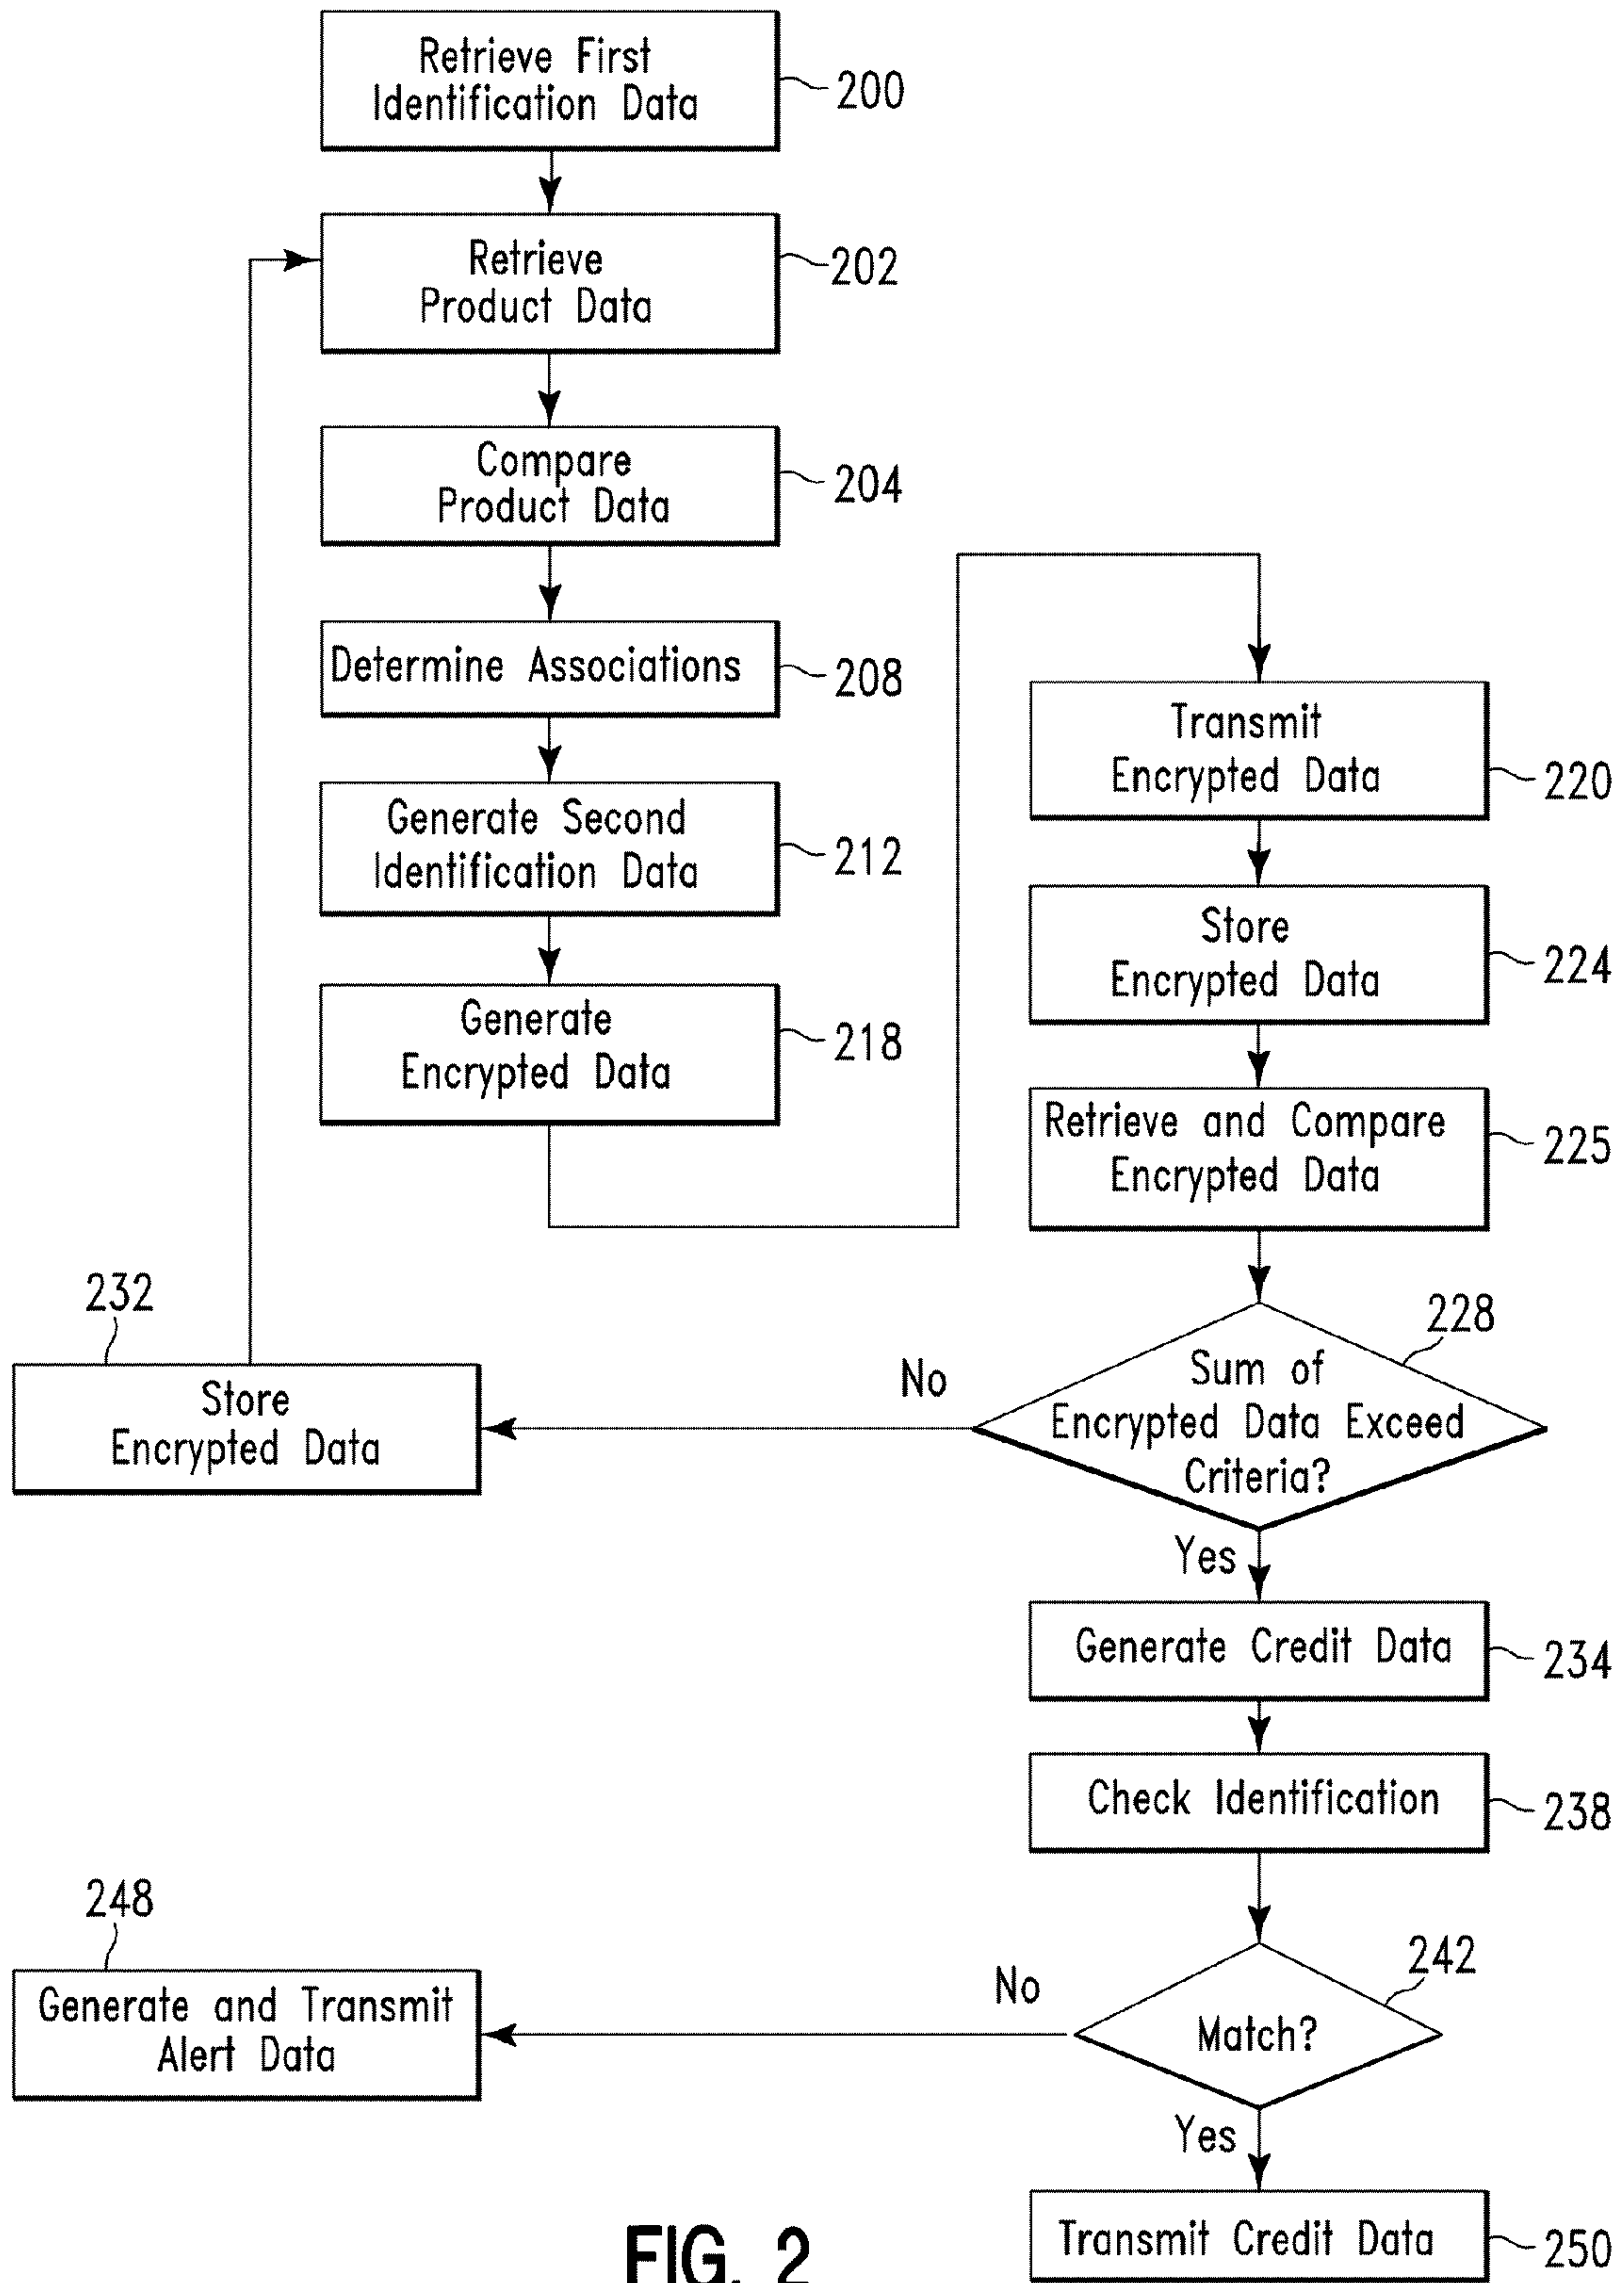 Retrieve First
Identification Data
200
Retrieve
Product Data
202
Compare
Product Data
204
Determine Associations
208
Generate Second
Identification Data
212
Generate
Encrypted Data
218
Transmit
Encrypted Data
220
Store
Encrypted Data
224
Retrieve and Compare
Encrypted Data
225
Sum of
Encrypted Data Exceed
Criteria?
228
No
232
Store
Encrypted Data
Yes
Generate Credit Data
234
Check Identification
238
Match?
242
No
248
Generate and Transmit
Alert Data
Yes
Transmit Credit Data
250
FIG. 2